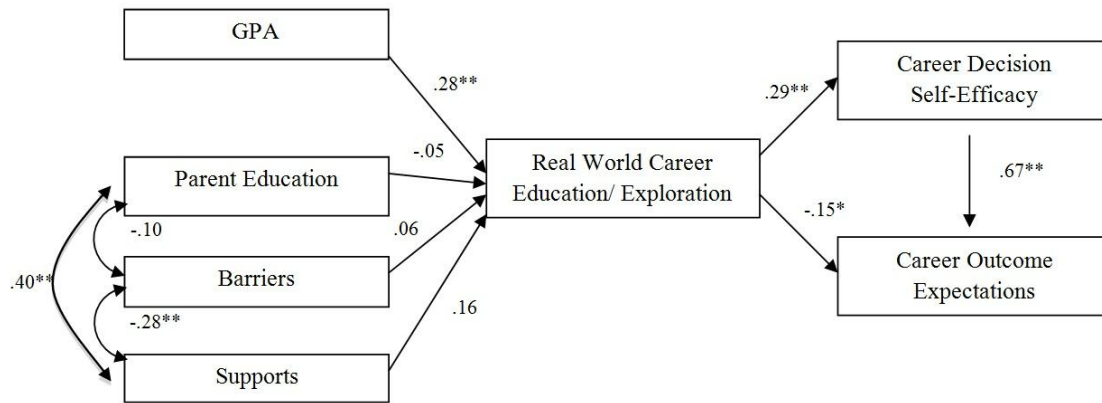 GPA
.28**
Parent Education
-.05
-.10
.40**
Barriers
.06
-.28**
Supports
.16
Real World Career
Education/ Exploration
.29**
-.15*
Career Decision
Self-Efficacy
.67**
Career Outcome
Expectations